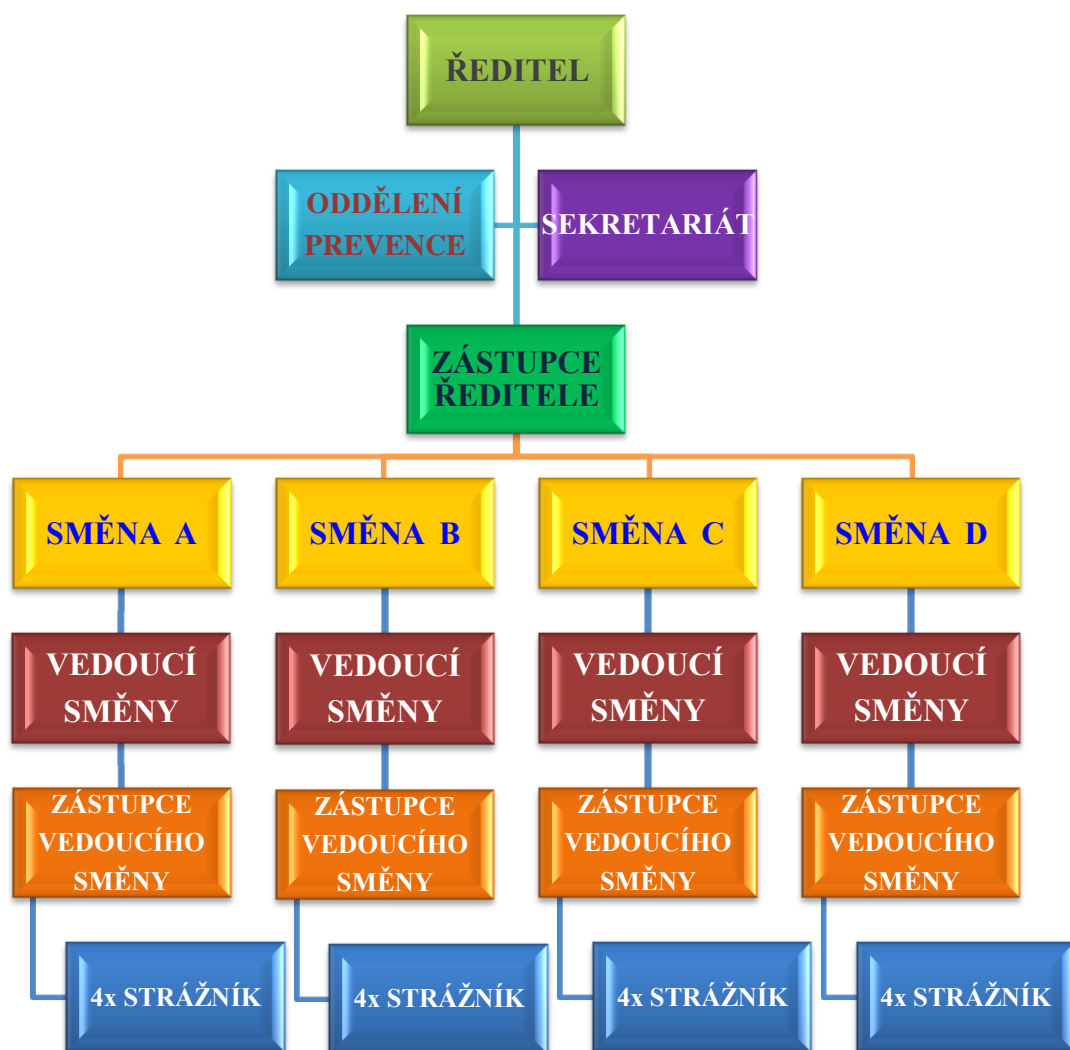 ŘEDITEL
ODDĚLENÍ
PREVENCE
SEKRETARIÁT
ZÁSTUPCE
ŘEDITELE
SMĚNA A
SMĚNA B
SMĚNA C
SMĚNA D
VEDOUCÍ
SMĚNY
VEDOUCÍ
SMĚNY
VEDOUCÍ
SMĚNY
VEDOUCÍ
SMĚNY
ZÁSTUPCE
VEDOUCÍHO
SMĚNY
ZÁSTUPCE
VEDOUCÍHO
SMĚNY
ZÁSTUPCE
VEDOUCÍHO
SMĚNY
ZÁSTUPCE
VEDOUCÍHO
SMĚNY
4x STRÁŽNÍK
4x STRÁŽNÍK
4x STRÁŽNÍK
4x STRÁŽNÍK